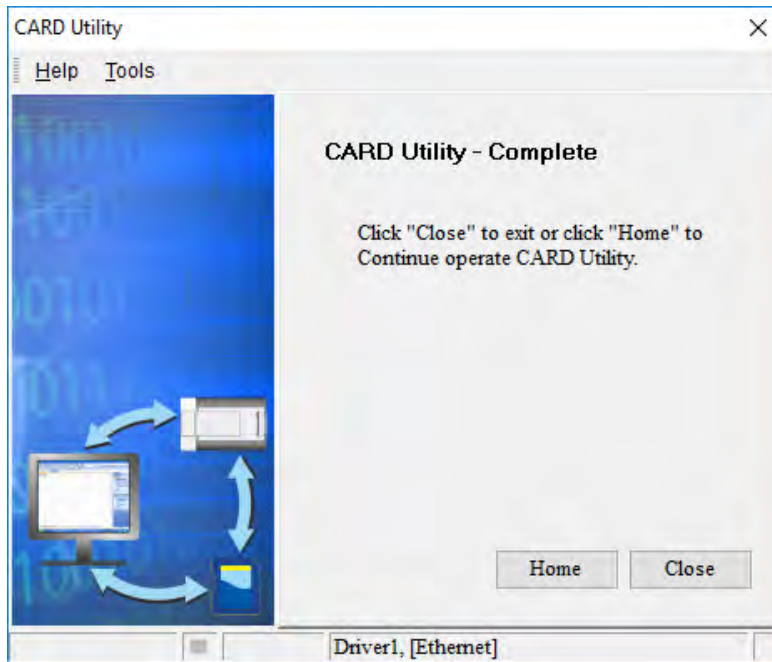 CARD Utility
Help Tools
CARD Utility - Complete
Click "Close" to exit or click "Home" to
Continue operate CARD Utility.
Home Close
Driver1, [Ethernet]